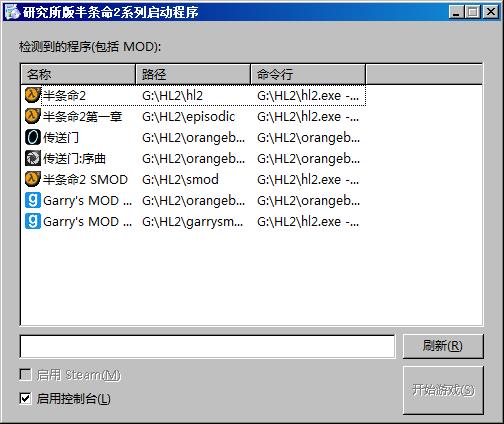 研究所版半条命2系列启动程序
检测到的程序(包括 MOD):
名称 路径 命令行
半条命2 G:\HL2\hl2 G:\HL2\hl2.exe -...
半条命2第一章 G:\HL2\episodic G:\HL2\hl2.exe -...
传送门 G:\HL2\orangeb... G:\HL2\orangeb...
传送门:序曲 G:\HL2\orangeb... G:\HL2\orangeb...
半条命2 SMOD G:\HL2\smod G:\HL2\hl2.exe -...
Garry's MOD ... G:\HL2\orangeb... G:\HL2\orangeb...
Garry's MOD ... G:\HL2\garrysm... G:\HL2\hl2.exe -...
刷新(R)
启用 Steam(M)
开始游戏(S)
启用控制台(L)